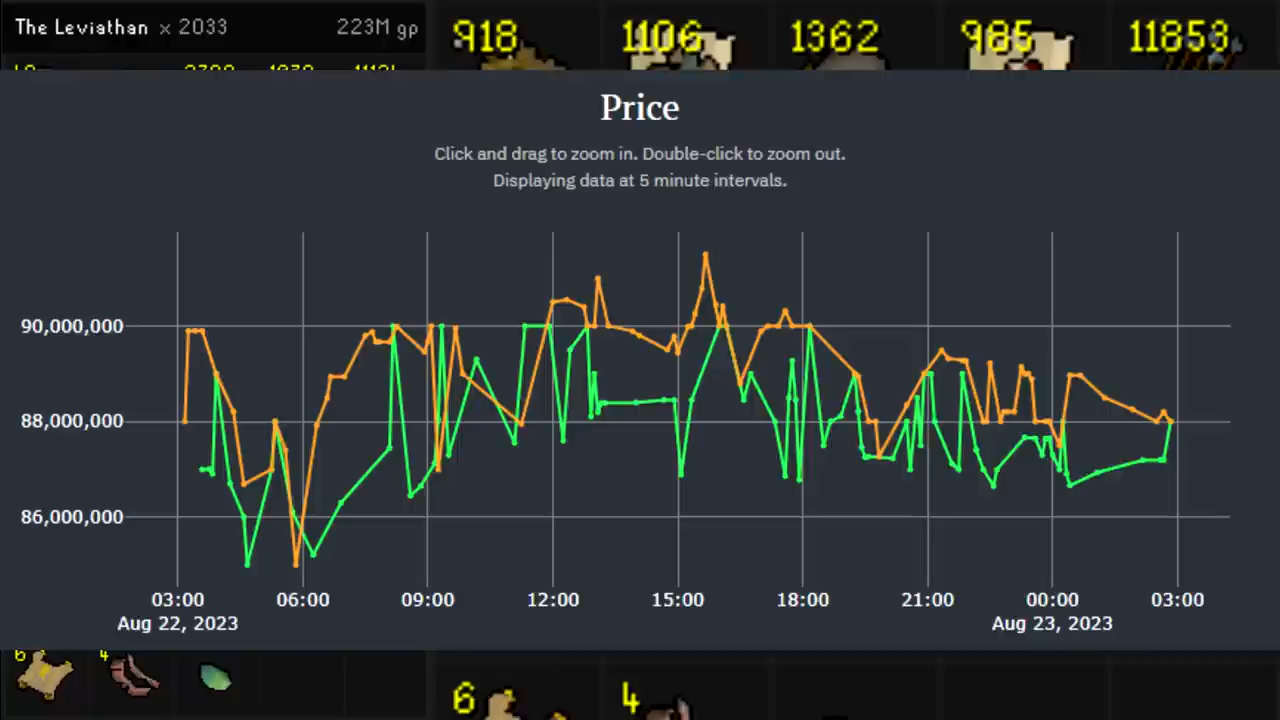 The Leviathan x 2033 223M gp
918 1106 1362 985 11853
Price
Click and drag to zoom in. Double-click to zoom out.
Displaying data at 5 minute intervals.
90,000,000
88,000,000
86,000,000
03:00 06:00 09:00 12:00 15:00 18:00 21:00 00:00 03:00
Aug 22, 2023 Aug 23, 2023
6 4
6 4